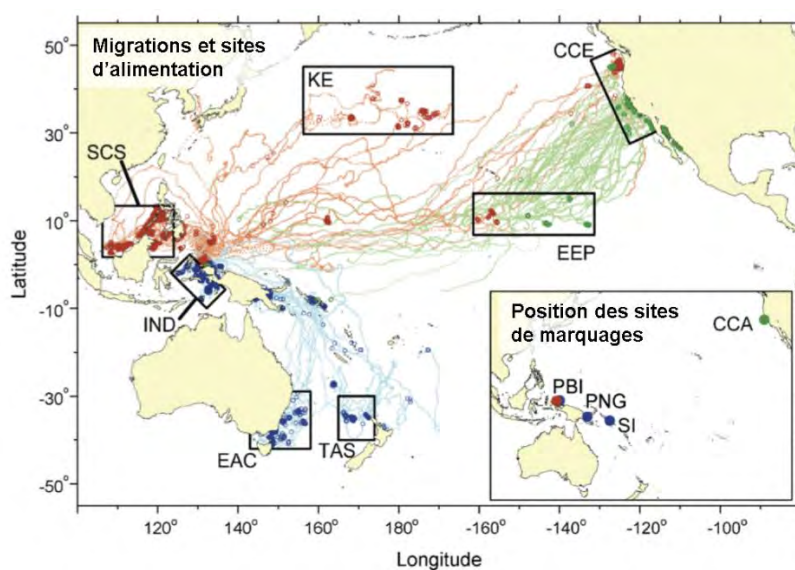 Migrations et sites
d'alimentation
CCE
KE
SCS
EEP
IND
EAC
TAS
Position des sites
de marquages
CCA
PBI
PNG
SI
50°
30°
10°
-10°
-30°
-50°
Latitude
120°
140°
160°
180°
-160°
-140°
-120°
-100°
Longitude